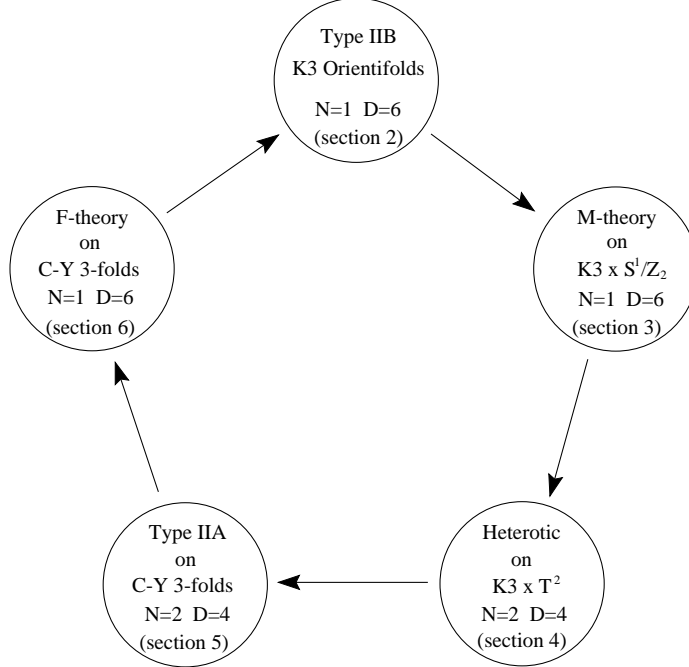 Type IIB
K3 Orientifolds
N=1 D=6
(section 2)
M-theory
on
K3 x S¹/Z₂
N=1 D=6
(section 3)
Heterotic
on
K3 x T²
N=2 D=4
(section 4)
Type IIA
on
C-Y 3-folds
N=2 D=4
(section 5)
F-theory
on
C-Y 3-folds
N=1 D=6
(section 6)